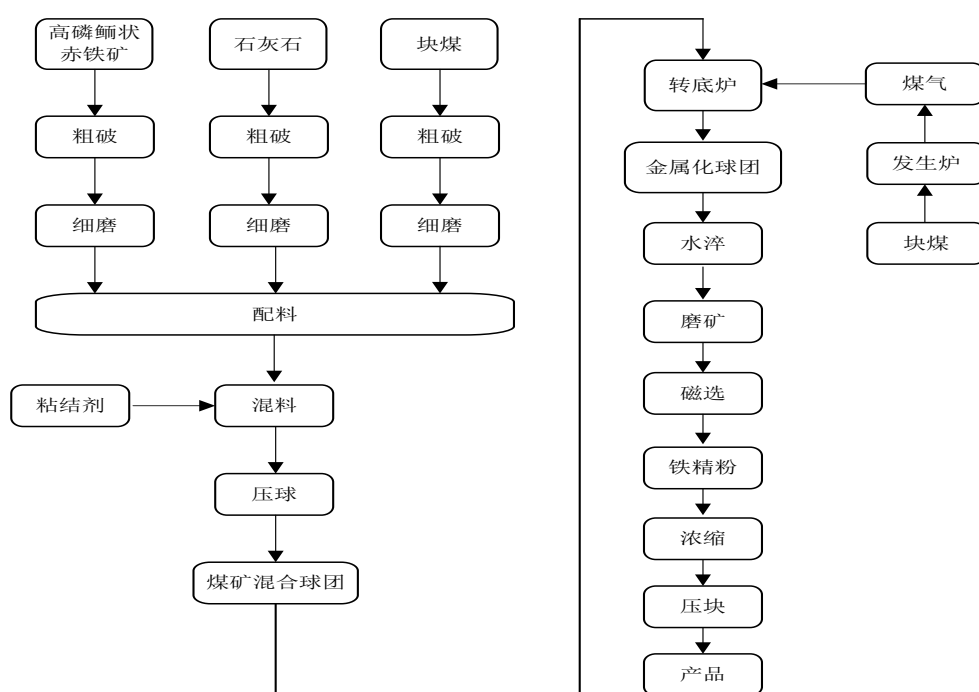 高磷鲕状
赤铁矿
石灰石
块煤
粗破
粗破
粗破
细磨
细磨
细磨
配料
粘结剂
混料
压球
煤矿混合球团
转底炉
煤气
金属化球团
发生炉
水淬
块煤
磨矿
磁选
铁精粉
浓缩
压块
产品